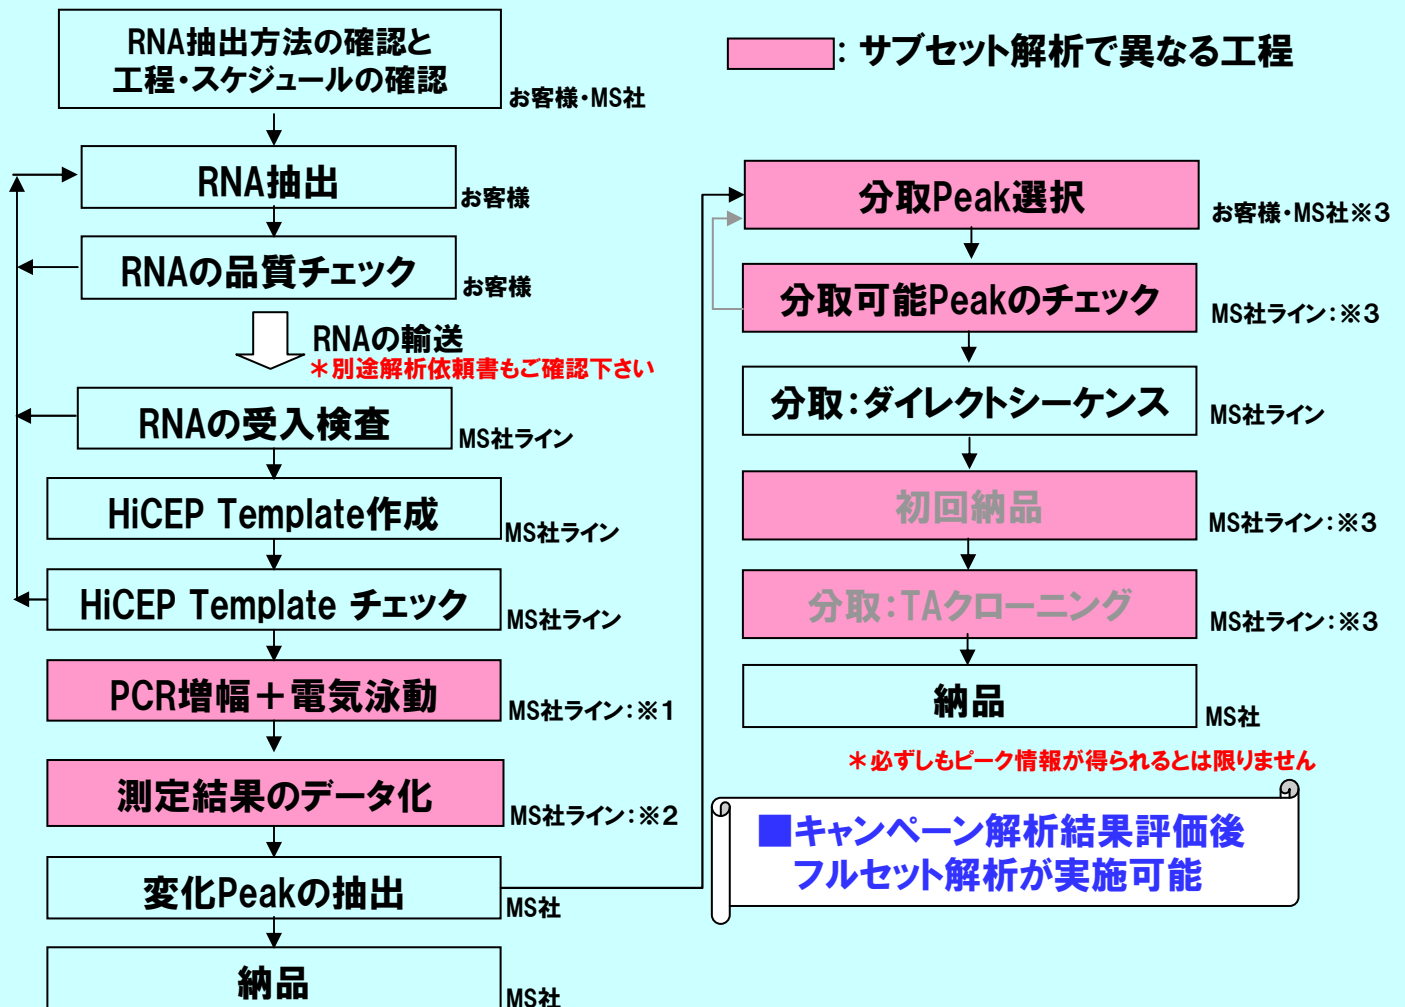 RNA抽出方法の確認と
工程・スケジュールの確認
お客様・MS社
RNA抽出
お客様
RNAの品質チェック
お客様
RNAの輸送
＊別途解析依頼書もご確認下さい
RNAの受入検査
MS社ライン
HiCEP Template作成
MS社ライン
HiCEP Template チェック
MS社ライン
PCR増幅＋電気泳動
MS社ライン：※1
測定結果のデータ化
MS社ライン：※2
変化Peakの抽出
MS社
納品
MS社
：サブセット解析で異なる工程
分取Peak選択
お客様・MS社※3
分取可能Peakのチェック
MS社ライン：※3
分取：ダイレクトシーケンス
MS社ライン
初回納品
MS社ライン：※3
分取：TAクローニング
MS社ライン：※3
納品
MS社
＊必ずしもピーク情報が得られるとは限りません
■キャンペーン解析結果評価後
フルセット解析が実施可能